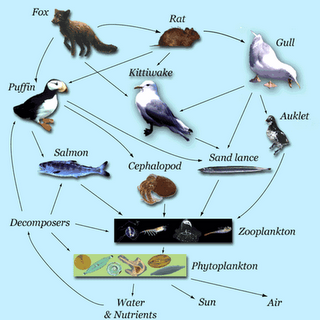 Fox
Rat
Gull
Kittiwake
Puffin
Auklet
Salmon
Cephalopod
Sand lance
Decomposers
Zooplankton
Phytoplankton
Water
& Nutrients
Sun
Air